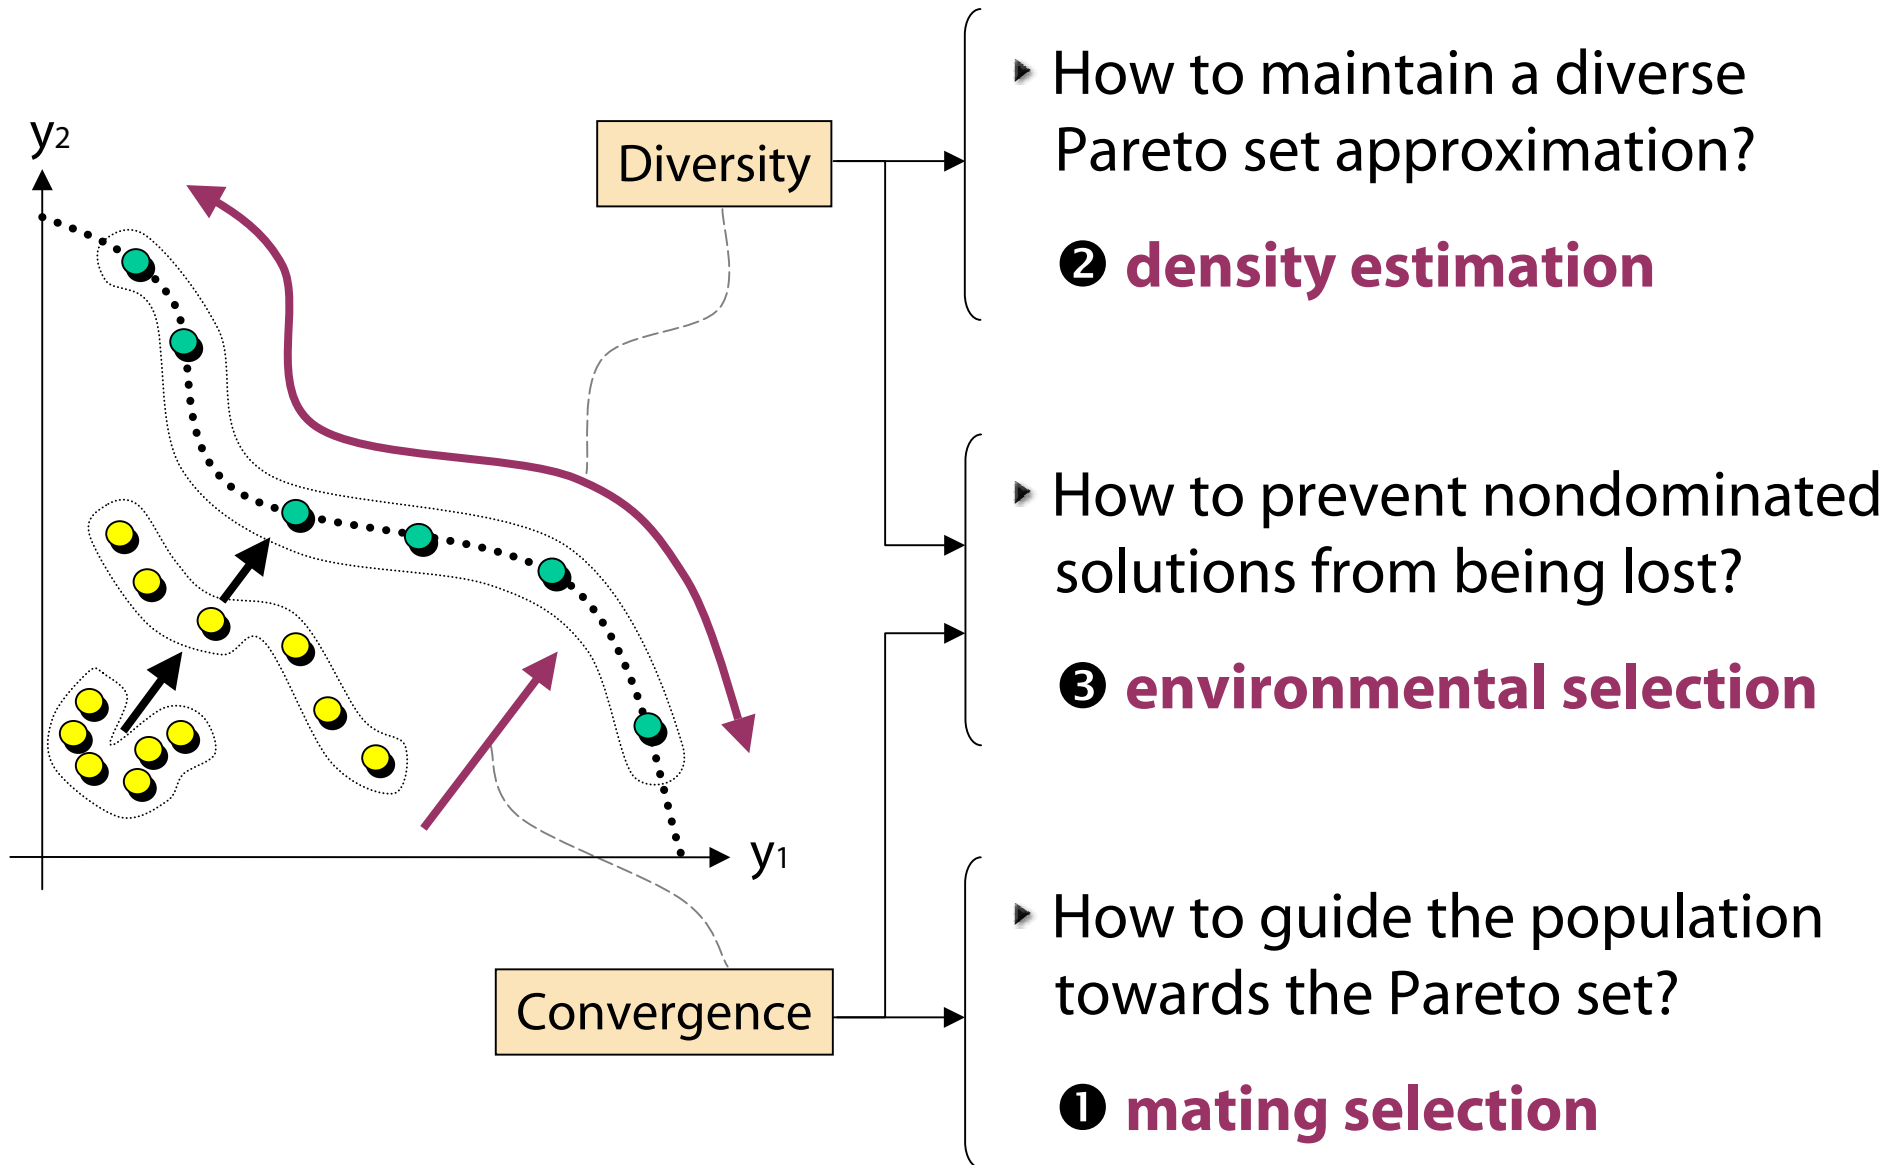 y2
y1
Diversity
Convergence
How to maintain a diverse
Pareto set approximation?
❷ density estimation
How to prevent nondominated
solutions from being lost?
❸ environmental selection
How to guide the population
towards the Pareto set?
❶ mating selection